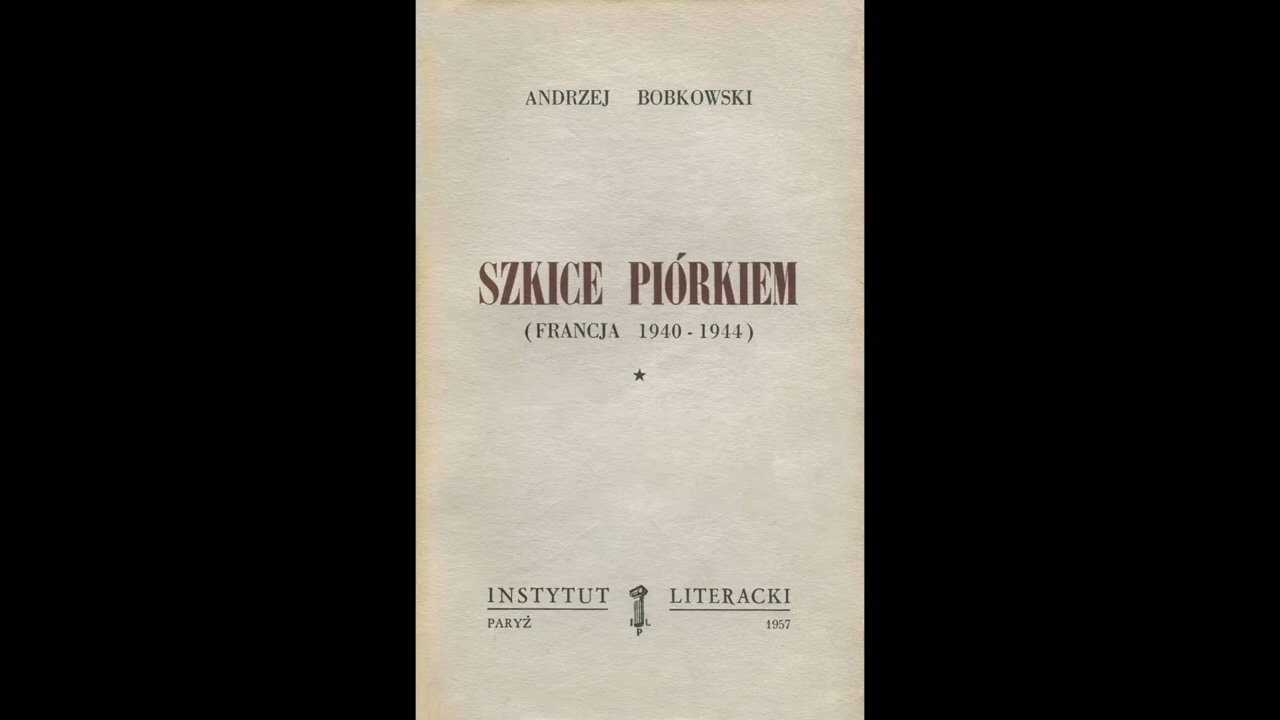 ANDRZEJ BOBKOWSKI
SZKICE PIÓRKIEM
(FRANCJA 1940-1944)
INSTYTUT LITERACKI
PARYŻ 1957
I L
P